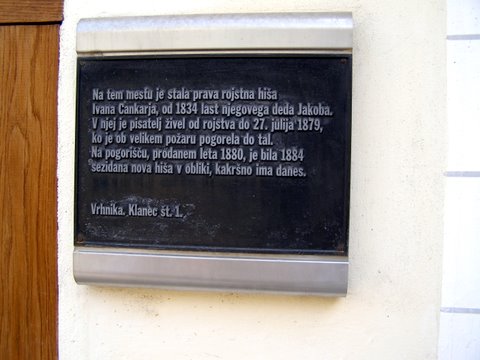 Na tem mestu je stala prava rojstna hiša
Ivana Cankarja, od 1834 last njegovega deda Jakoba.
V njej je pisatelj živel od rojstva do 27. julija 1879,
ko je ob velikem požaru pogorela do tal.
Na pogorišču, prodanem leta 1880, je bila 1884
sezidana nova hiša v obliki, kakršno ima danes.
Vrhnika, Klanec št. 1.